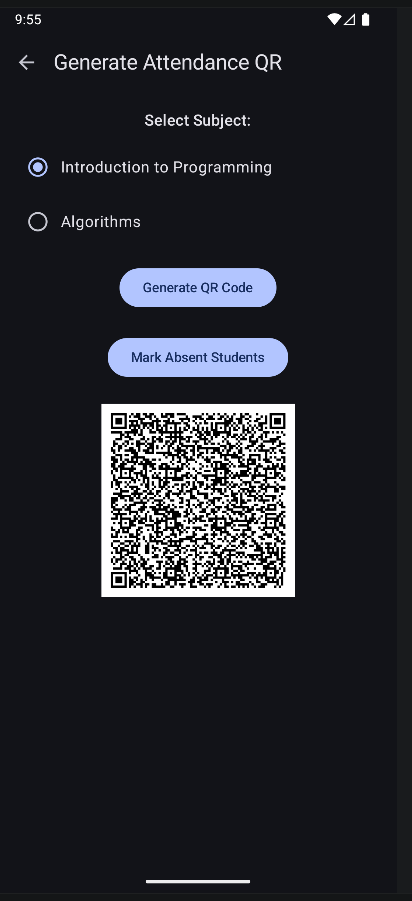 9:55
Generate Attendance QR
Select Subject:
Introduction to Programming
Algorithms
Generate QR Code
Mark Absent Students